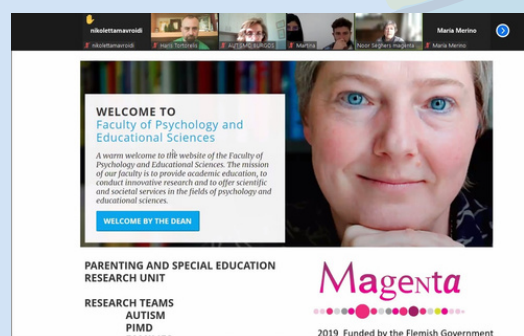 nikolettamavroidi
Maria Merino
nikolettamavroidi
Haris Tortorelis
AUTISMO BURGOS
Martina
Noor Seghers magenta
Maria Merino
WELCOME TO
Faculty of Psychology and
Educational Sciences
A warm welcome to the website of the Faculty of
Psychology and Educational Sciences. The mission
of our faculty is to provide academic education, to
conduct innovative research and to offer scientific
and societal services in the fields of psychology and
educational sciences.
WELCOME BY THE DEAN
PARENTING AND SPECIAL EDUCATION
RESEARCH UNIT
RESEARCH TEAMS
AUTISM
PIMD
Magenta
2019 Funded by the Flemish Government